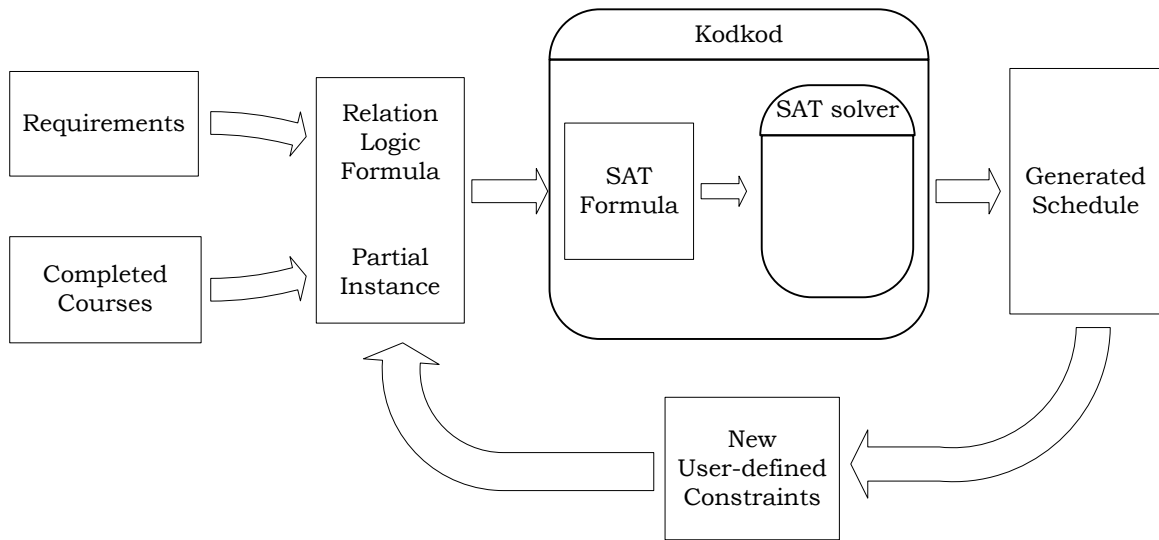 Requirements
Completed
Courses
Relation
Logic
Formula
Partial
Instance
Kodkod
SAT
Formula
SAT solver
Generated
Schedule
New
User-defined
Constraints